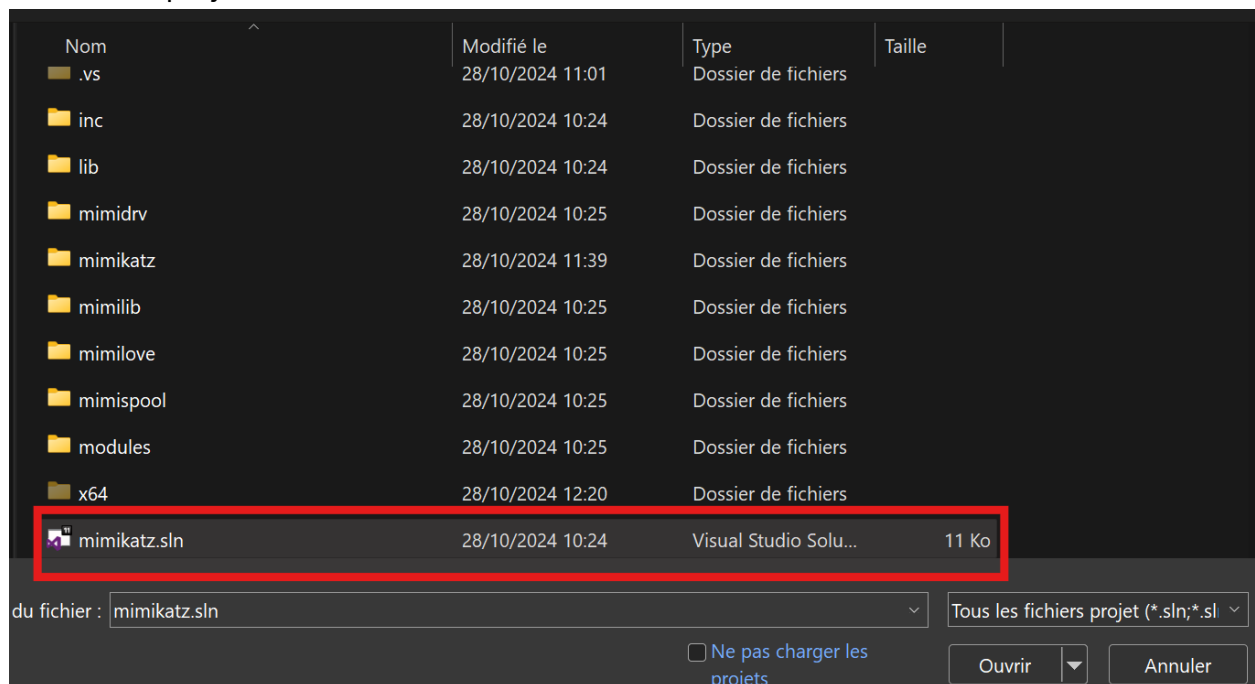 Nom Modifié le Type Taille
.vs 28/10/2024 11:01 Dossier de fichiers
inc 28/10/2024 10:24 Dossier de fichiers
lib 28/10/2024 10:24 Dossier de fichiers
mimidrv 28/10/2024 10:25 Dossier de fichiers
mimikatz 28/10/2024 11:39 Dossier de fichiers
mimilib 28/10/2024 10:25 Dossier de fichiers
mimilove 28/10/2024 10:25 Dossier de fichiers
mimispool 28/10/2024 10:25 Dossier de fichiers
modules 28/10/2024 10:25 Dossier de fichiers
x64 28/10/2024 12:20 Dossier de fichiers
mimikatz.sln 28/10/2024 10:24 Visual Studio Solu... 11 Ko
du fichier : mimikatz.sln Tous les fichiers projet (*.sln;*.sl
Ne pas charger les
projets
Ouvrir Annuler